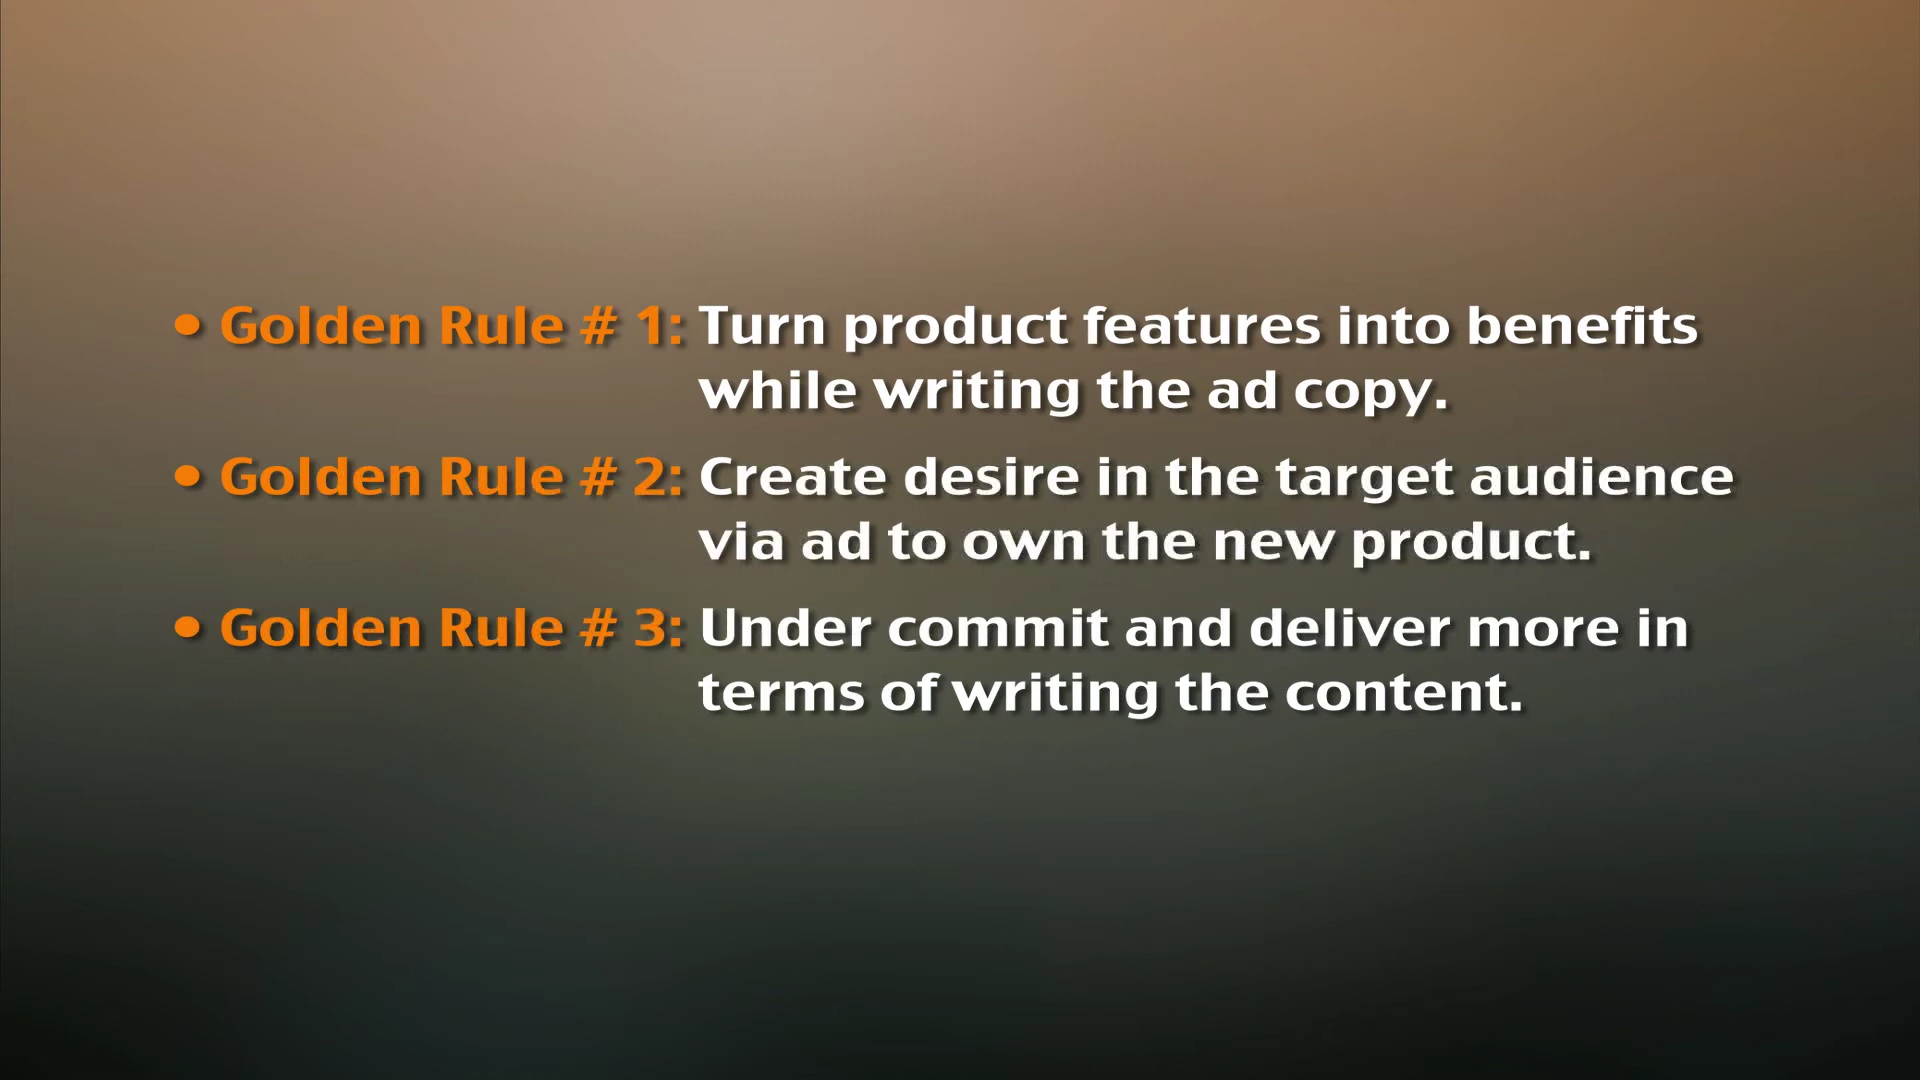 • Golden Rule # 1: Turn product features into benefits
while writing the ad copy.
• Golden Rule # 2: Create desire in the target audience
via ad to own the new product.
• Golden Rule # 3: Under commit and deliver more in
terms of writing the content.